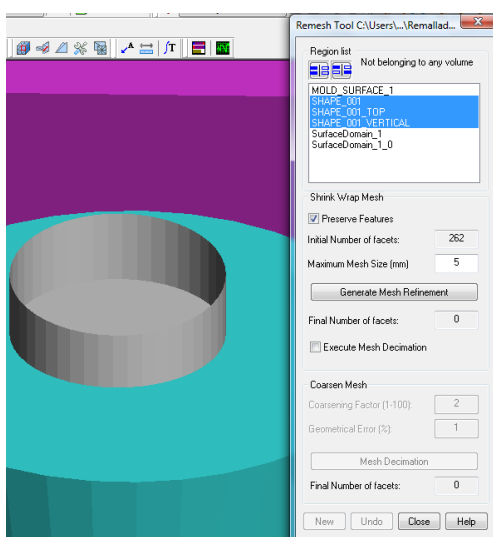 Remesh Tool C:\Users\...\Remallad...
Region list
Not belonging to
any volume
MOLD_SURFACE_1
SHAPE_001
SHAPE_001_TOP
SHAPE_001_VERTICAL
SurfaceDomain_1
SurfaceDomain_1_0
Shrink Wrap Mesh
Preserve Features
Initial Number of facets: 262
Maximum Mesh Size (mm) 5
Generate Mesh Refinement
Final Number of facets: 0
Execute Mesh Decimation
Coarsen Mesh
Coarsening Factor (1-100): 2
Geometrical Error (%): 1
Mesh Decimation
Final Number of facets: 0
New Undo Close Help